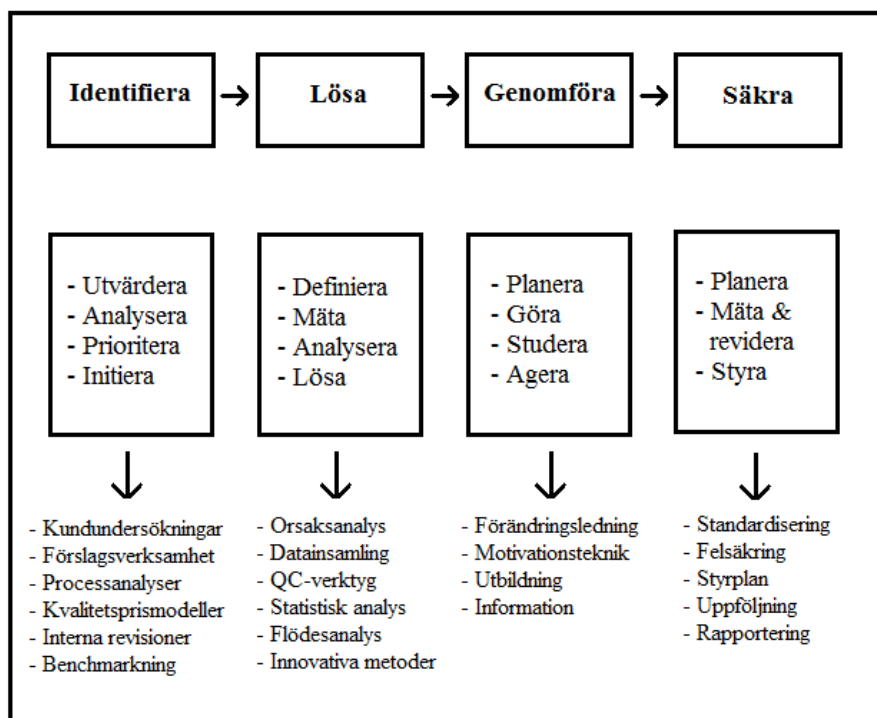 Identifiera
Lösa
Genomföra
Säkra
- Utvärdera
- Analysera
- Prioritera
- Initiera
- Definiera
- Mäta
- Analysera
- Lösa
- Planera
- Göra
- Studera
- Agera
- Planera
- Mäta &
revidera
- Styra
- Kundundersökningar
- Förslagsverksamhet
- Processanalyser
- Kvalitetsprismodeller
- Interna revisioner
- Benchmarkning
- Orsaksanalys
- Datainsamling
- QC-verktyg
- Statistisk analys
- Flödesanalys
- Innovativa metoder
- Förändringsledning
- Motivationsteknik
- Utbildning
- Information
- Standardisering
- Felsäkring
- Styrplan
- Uppföljning
- Rapportering